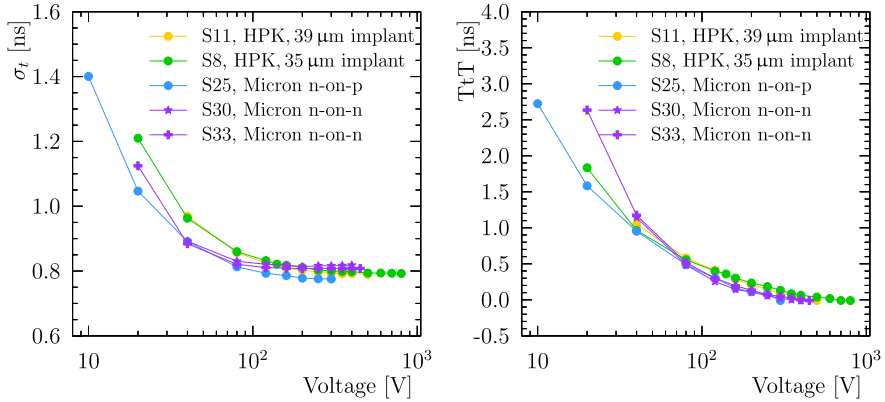 σt [ns]
1.6
1.4
1.2
1.0
0.8
0.6
S11, HPK, 39 μm implant
S8, HPK, 35 μm implant
S25, Micron n-on-p
S30, Micron n-on-n
S33, Micron n-on-n
10 10² 10³
Voltage [V]
TtT [ns]
4.0
3.5
3.0
2.5
2.0
1.5
1.0
0.5
0.0
-0.5
S11, HPK, 39 μm implant
S8, HPK, 35 μm implant
S25, Micron n-on-p
S30, Micron n-on-n
S33, Micron n-on-n
10 10² 10³
Voltage [V]